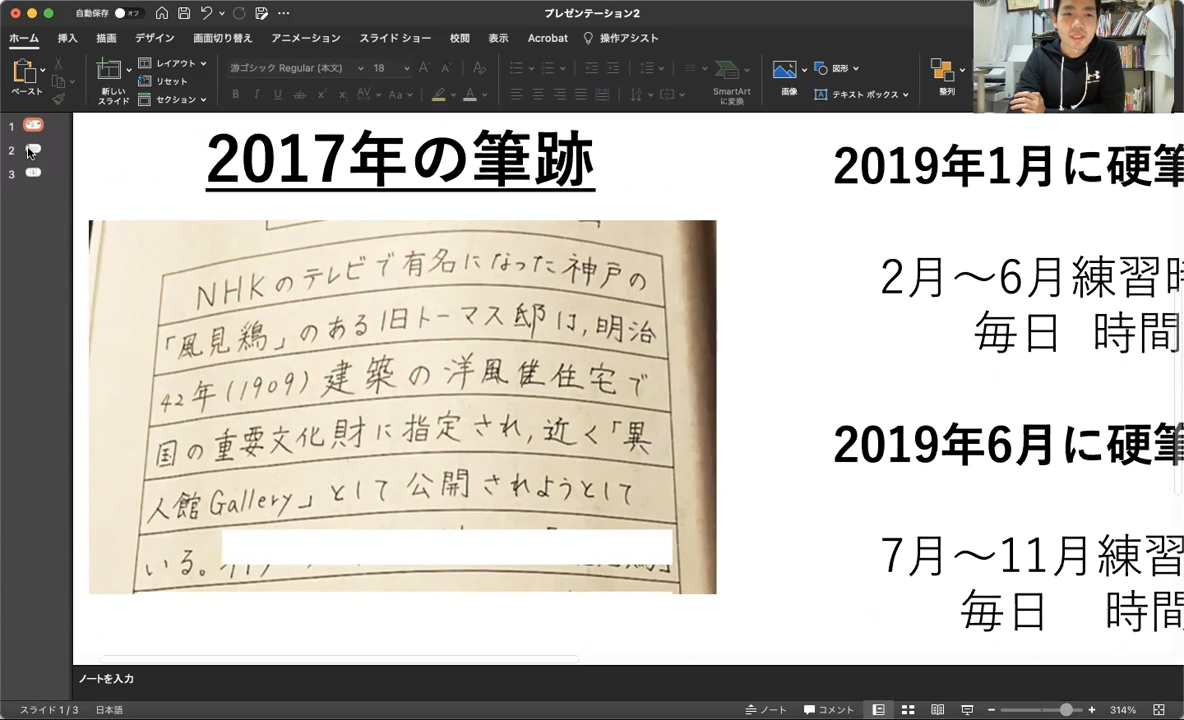 自動保存 オフ
プレゼンテーション2
ホーム 挿入 描画 デザイン 画面切り替え アニメーション スライド ショー 校閲 表示 Acrobat 操作アシスト
ペースト
新しい
スライド
レイアウト
リセット
セクション
游ゴシック Regular (本文) 18
B I U ab x² x₂ AV Aa A
SmartArt
に変換
画像
図形
テキスト ボックス
整列
1
2
3
2017年の筆跡
NHKのテレビで有名になった神戸の
「風見鶏」のある旧トーマス邸は,明治
42年(1909)建築の洋風住宅で
国の重要文化財に指定され,近く「異
人館Gallery」として公開されようとして
いる。
2019年1月に硬筆
2月〜6月練習時
毎日 時間
2019年6月に硬筆
7月〜11月練習
毎日 時間
ノートを入力
スライド 1 / 3 日本語
ノート コメント 314%